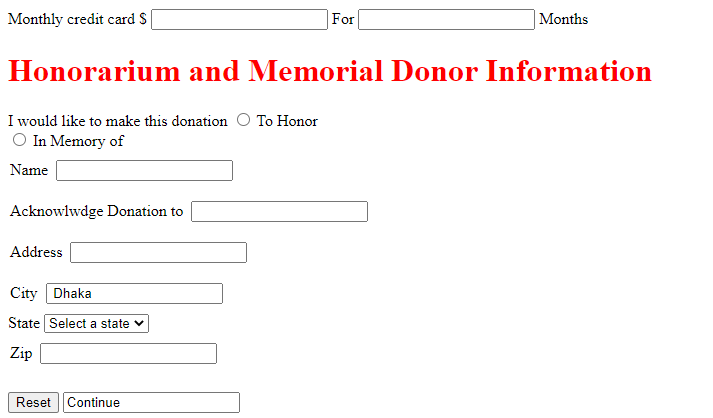 Monthly credit card $ For Months
Honorarium and Memorial Donor Information
I would like to make this donation To Honor
In Memory of
Name
Acknowlwdge Donation to
Address
City Dhaka
State Select a state
Zip
Reset Continue